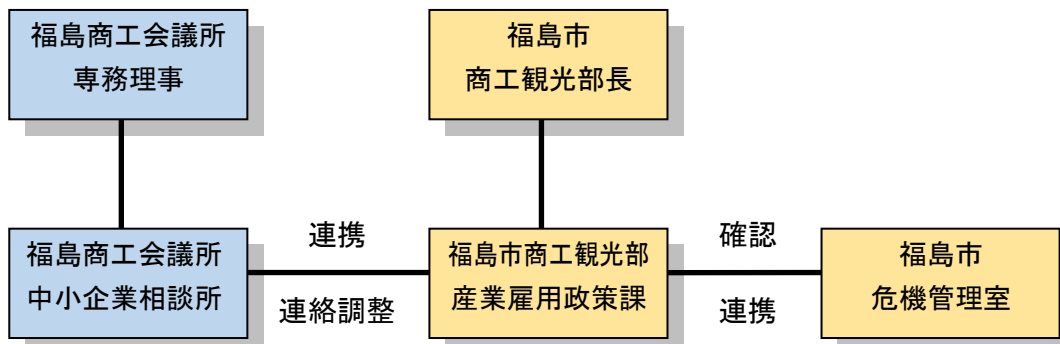 福島商工会議所
専務理事
福島市
商工観光部長
福島商工会議所
中小企業相談所
連携
連絡調整
福島市商工観光部
産業雇用政策課
確認
連携
福島市
危機管理室